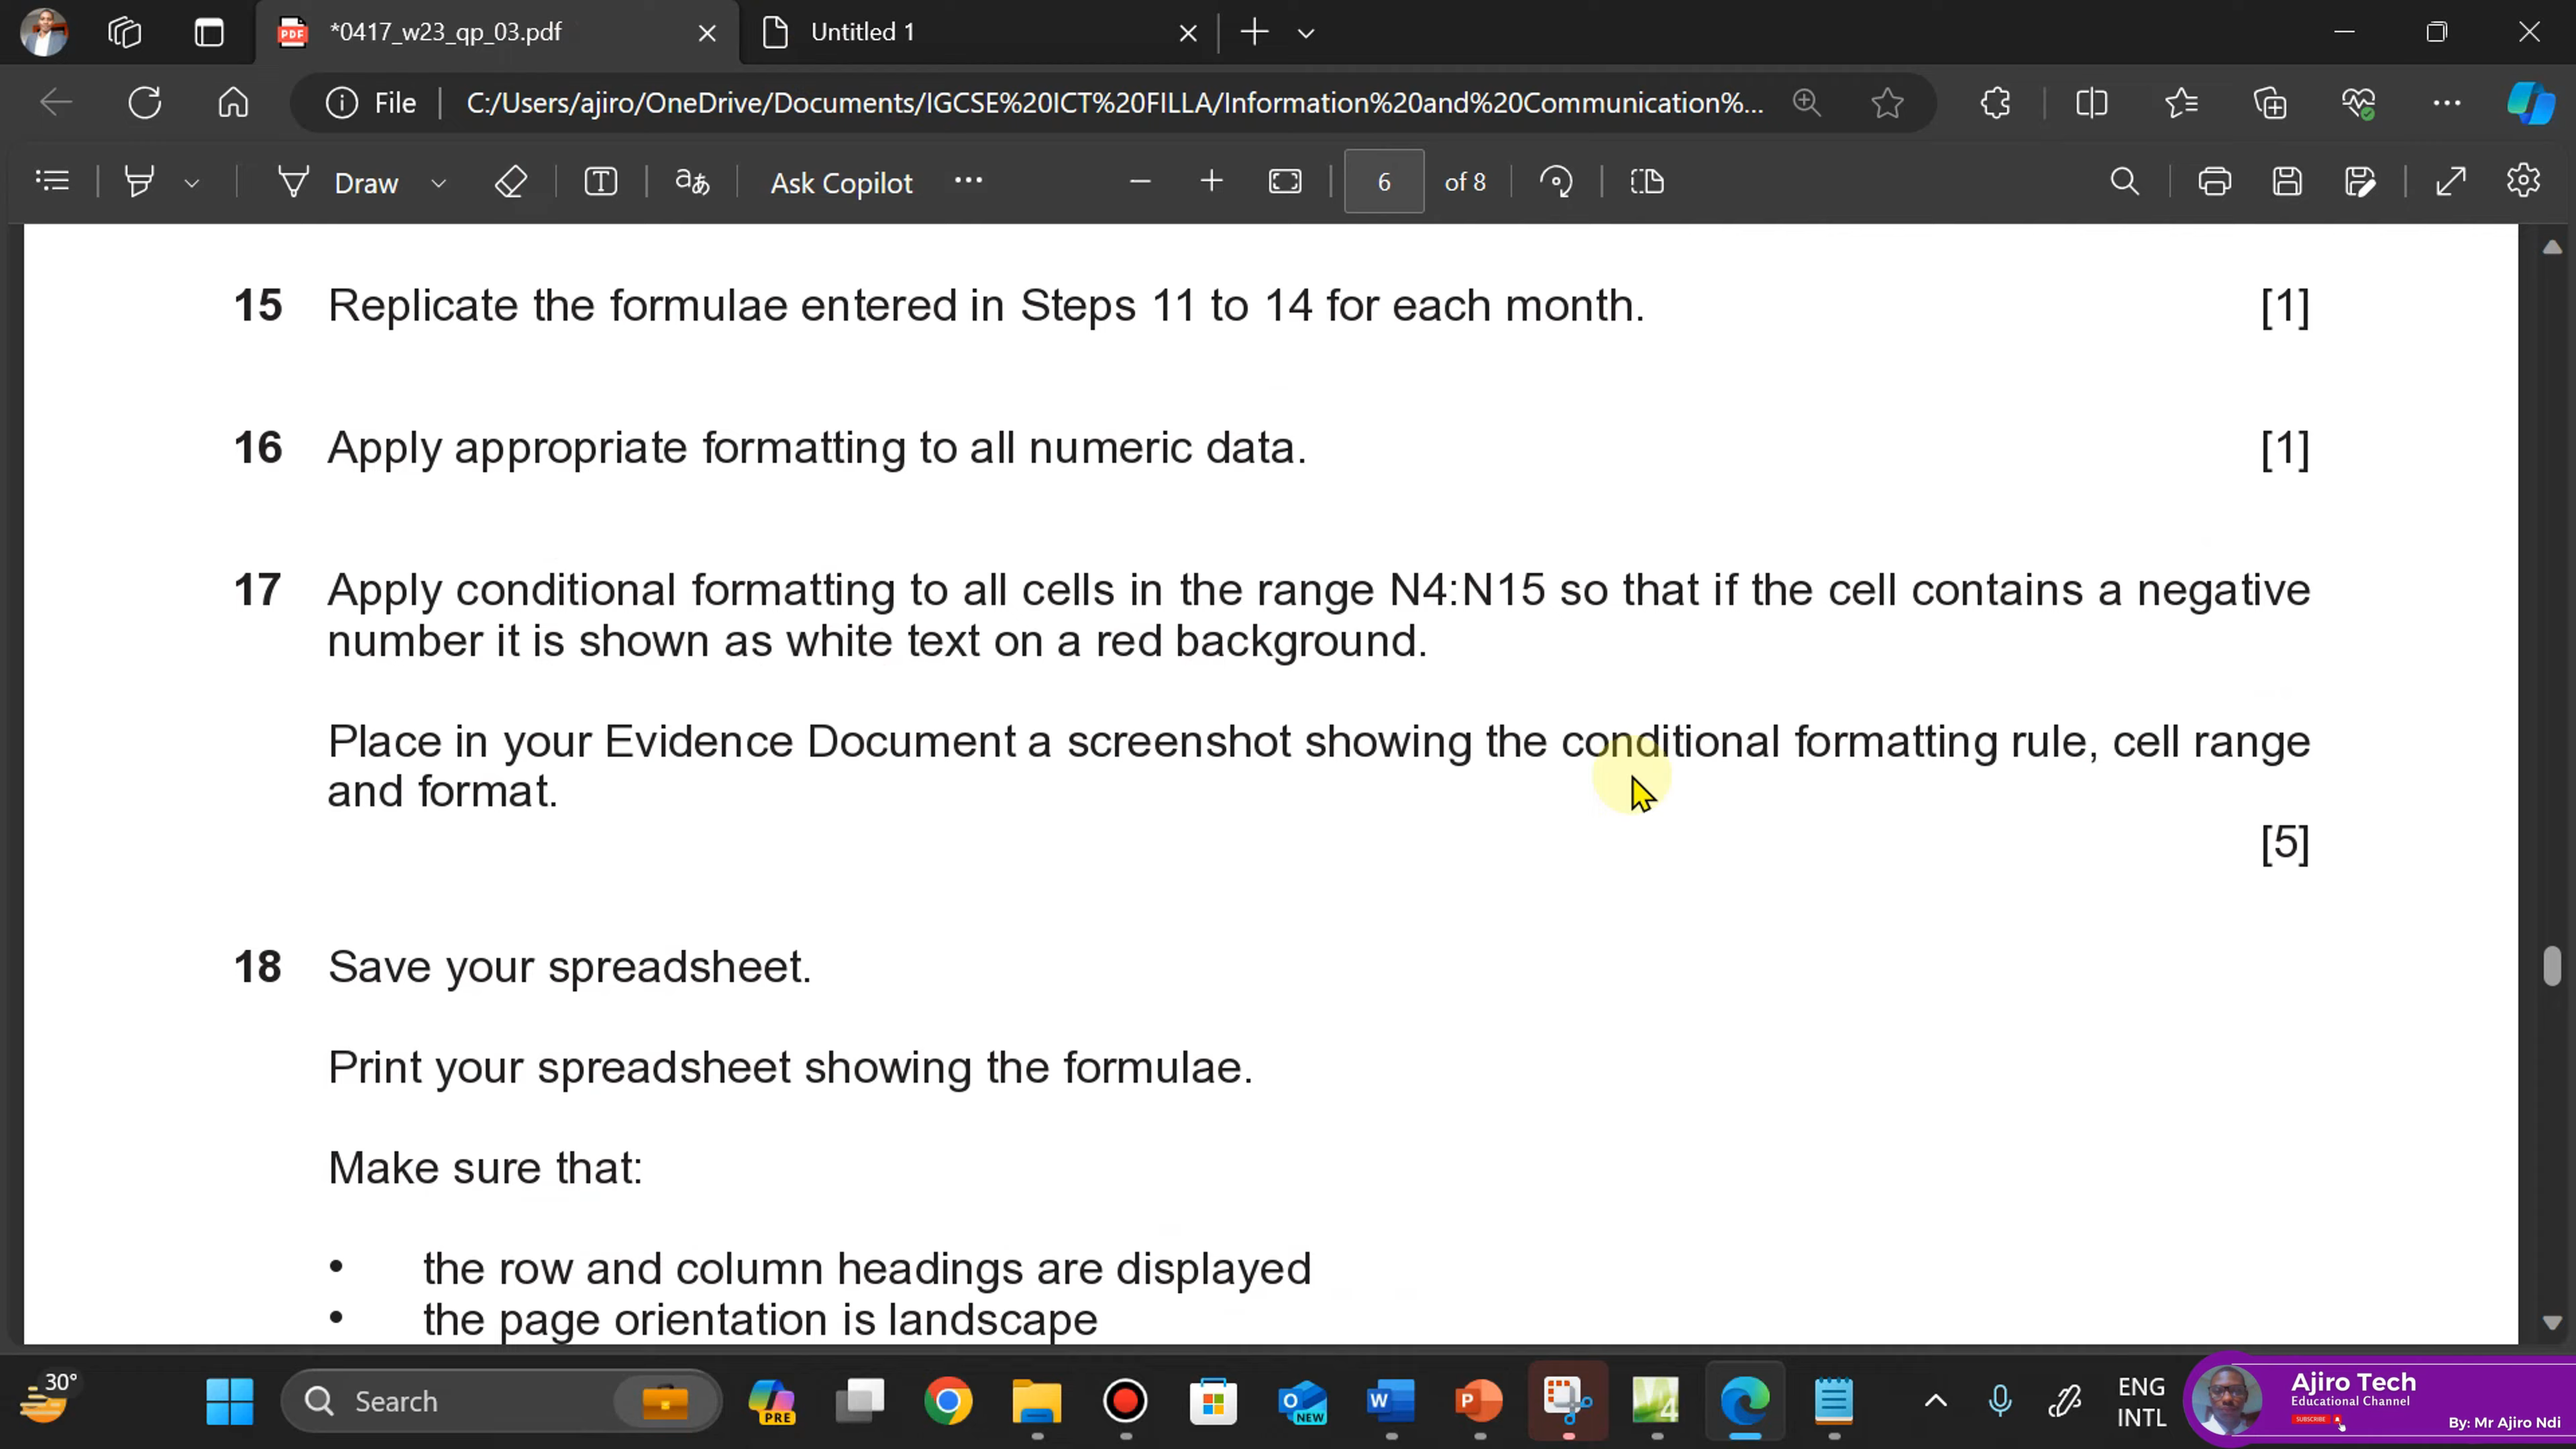 *0417_w23_qp_03.pdf
Untitled 1
File
C:/Users/ajiro/OneDrive/Documents/IGCSE%20ICT%20FILLA/Information%20and%20Communication%...
Draw
Ask Copilot
6 of 8
15 Replicate the formulae entered in Steps 11 to 14 for each month. [1]
16 Apply appropriate formatting to all numeric data. [1]
17 Apply conditional formatting to all cells in the range N4:N15 so that if the cell contains a negative
number it is shown as white text on a red background.
Place in your Evidence Document a screenshot showing the conditional formatting rule, cell range
and format.
[5]
18 Save your spreadsheet.
Print your spreadsheet showing the formulae.
Make sure that:
• the row and column headings are displayed
• the page orientation is landscape
30°
Search
PRE
NEW
ENG
INTL
Ajiro Tech
Educational Channel
SUBSCRIBE
By: Mr Ajiro Ndi